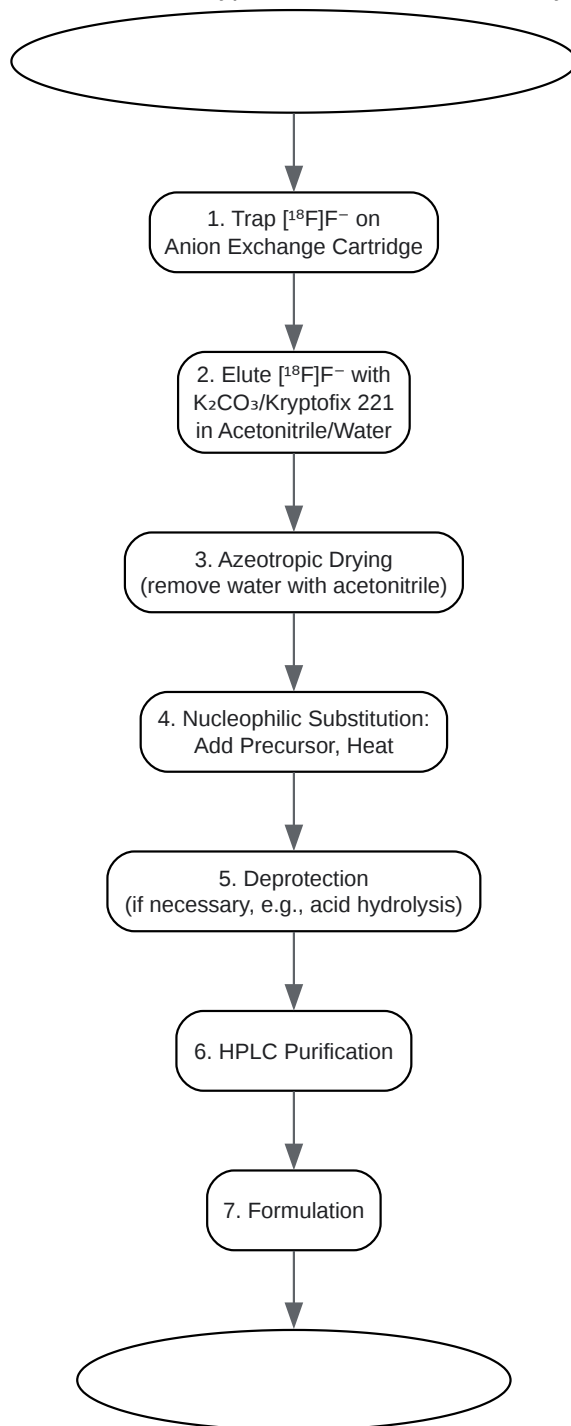 1. Trap [¹⁸F]F⁻ on
Anion Exchange Cartridge
2. Elute [¹⁸F]F⁻ with
K₂CO₃/Kryptofix 221
in Acetonitrile/Water
3. Azeotropic Drying
(remove water with acetonitrile)
4. Nucleophilic Substitution:
Add Precursor, Heat
5. Deprotection
(if necessary, e.g., acid hydrolysis)
6. HPLC Purification
7. Formulation